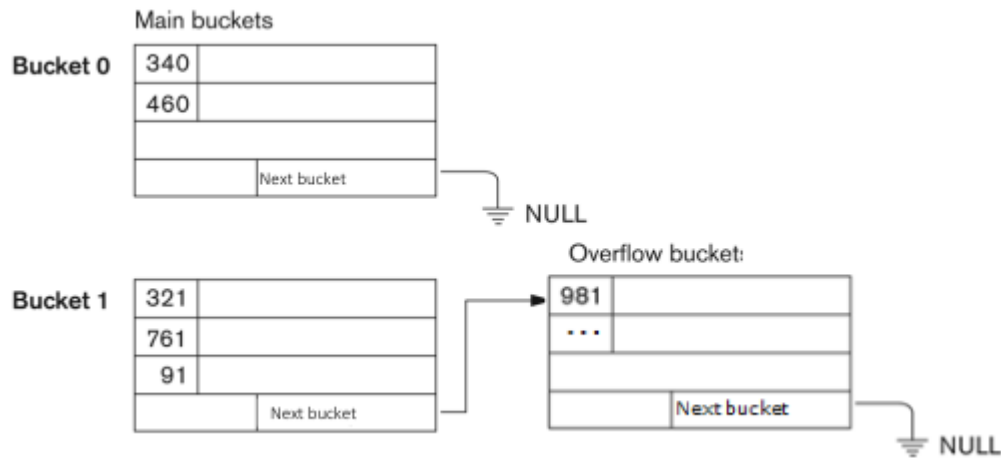 Main buckets
Bucket 0
340
460
Next bucket
NULL
Overflow buckets
Bucket 1
321
761
91
Next bucket
981
...
Next bucket
NULL